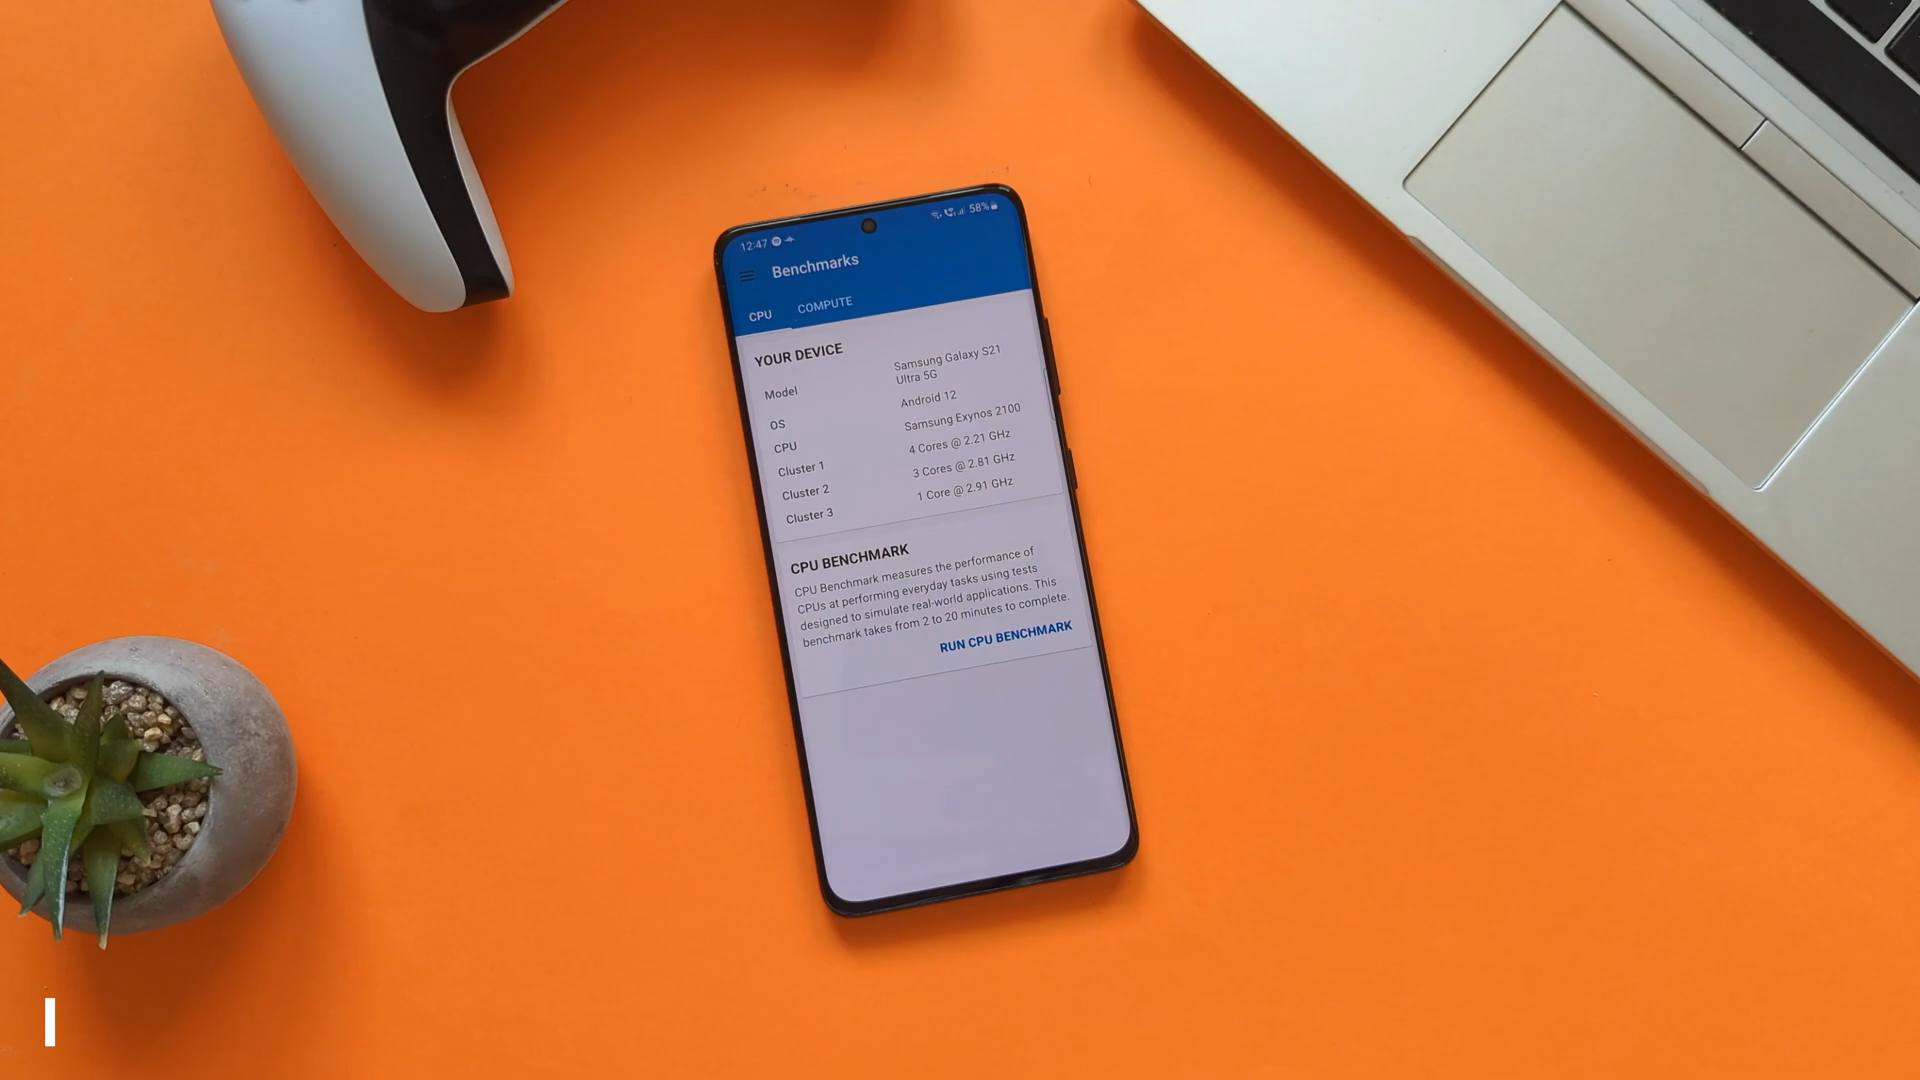 12:47
58%
Benchmarks
CPU COMPUTE
YOUR DEVICE
Model Samsung Galaxy S21
Ultra 5G
OS Android 12
CPU Samsung Exynos 2100
Cluster 1 4 Cores @ 2.21 GHz
Cluster 2 3 Cores @ 2.81 GHz
Cluster 3 1 Core @ 2.91 GHz
CPU BENCHMARK
CPU Benchmark measures the performance of
CPUs at performing everyday tasks using tests
designed to simulate real-world applications. This
benchmark takes from 2 to 20 minutes to complete.
RUN CPU BENCHMARK